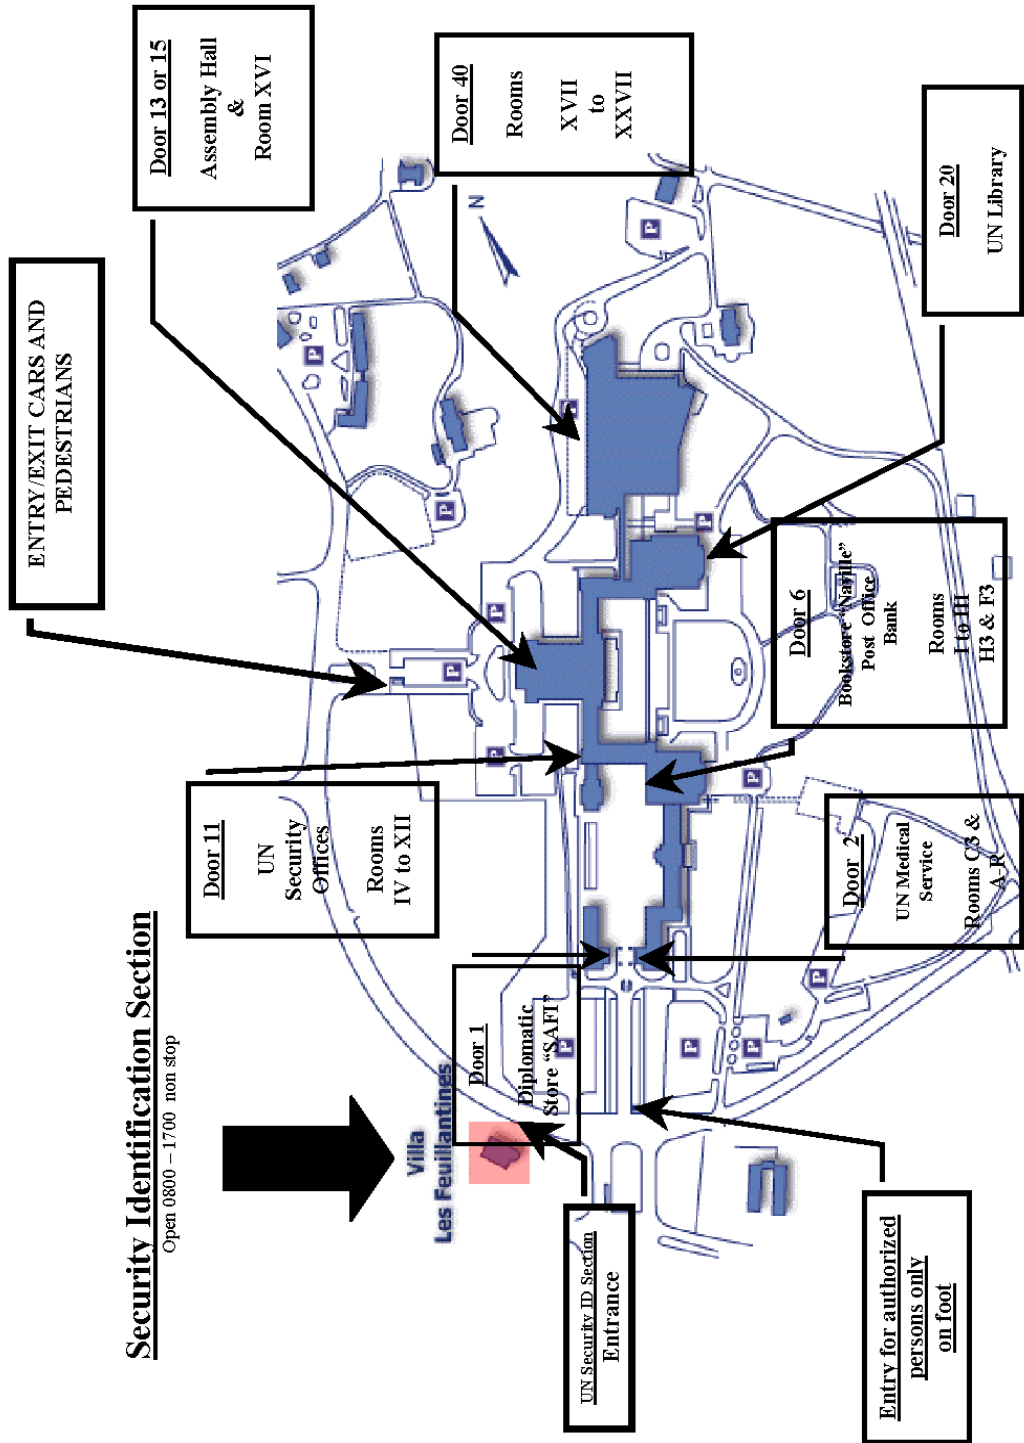 Security Identification Section
Open 0800 – 1700 non stop
ENTRY/EXIT CARS AND
PEDESTRIANS
Door 13 or 15
Assembly Hall
&
Room XVI
Door 40
Rooms
XVII
to
XXVII
Door 11
UN
Security
Offices
Rooms
IV to XII
Villa
Les Feuillantines
Door 1
Diplomatic
Store “SAFI”
UN Security ID Section
Entrance
Entry for authorized
persons only
on foot
Door 2
UN Medical
Service
Rooms C3 &
A-R
Door 6
Bookstore “Naville”
Post Office
Bank
Rooms
I to III
H3 & F3
Door 20
UN Library
N
P
P
P
P
P
P
P
P
P
P
P
P
P